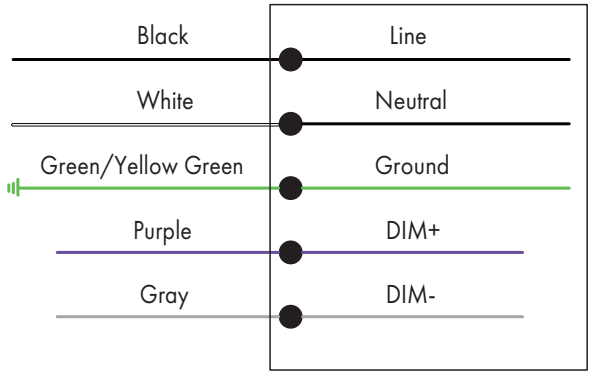 Black Line
White Neutral
Green/Yellow Green Ground
Purple DIM+
Gray DIM-